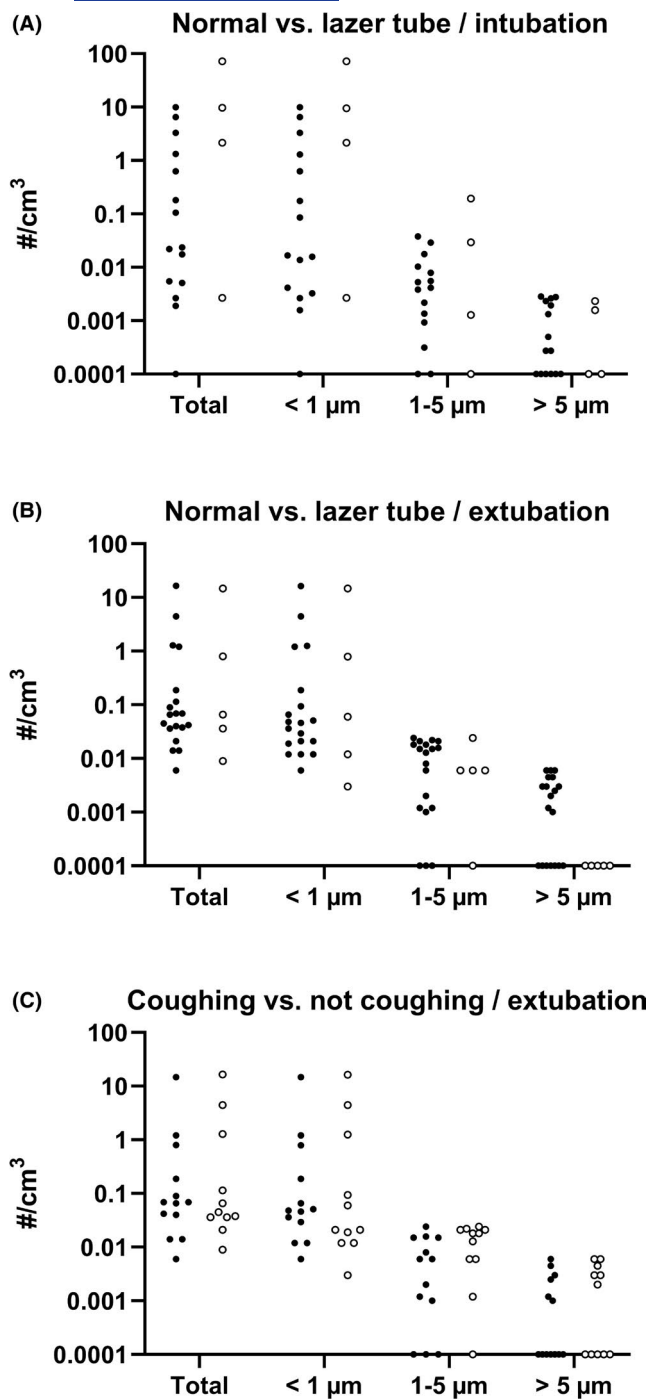 (A) Normal vs. lazer tube / intubation
100
10
1
0.1
0.01
0.001
0.0001
#/cm³
Total < 1 µm 1-5 µm > 5 µm
(B) Normal vs. lazer tube / extubation
100
10
1
0.1
0.01
0.001
0.0001
#/cm³
Total < 1 µm 1-5 µm > 5 µm
(C) Coughing vs. not coughing / extubation
100
10
1
0.1
0.01
0.001
0.0001
#/cm³
Total < 1 µm 1-5 µm > 5 µm